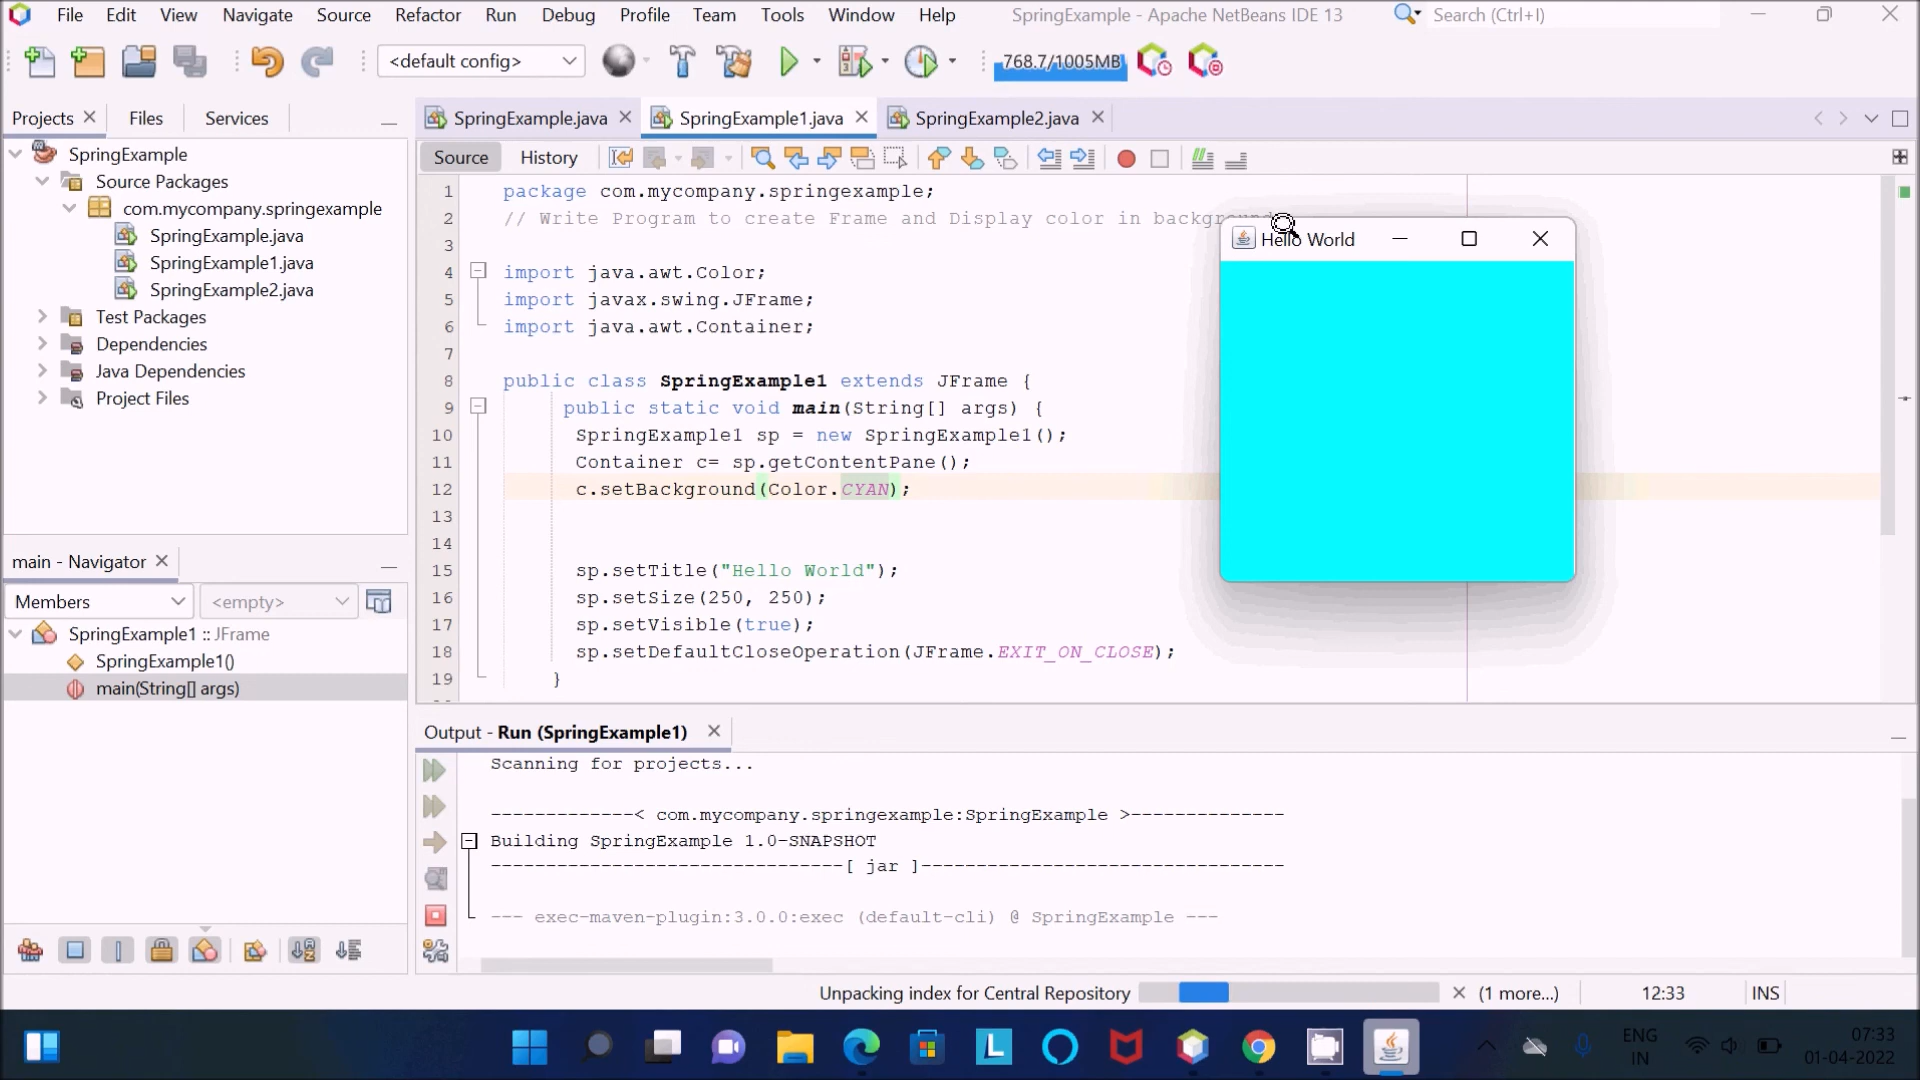 File Edit View Navigate Source Refactor Run Debug Profile Team Tools Window Help SpringExample - Apache NetBeans IDE 13 Search (Ctrl+I)
<default config> 768.7/1005MB
Projects Files Services
SpringExample.java SpringExample1.java SpringExample2.java
SpringExample
Source Packages
com.mycompany.springexample
SpringExample.java
SpringExample1.java
SpringExample2.java
Test Packages
Dependencies
Java Dependencies
Project Files
main - Navigator
Members <empty>
SpringExample1 :: JFrame
SpringExample1()
main(String[] args)
Source History
1 package com.mycompany.springexample;
2 // Write Program to create Frame and Display color in background
3
4 import java.awt.Color;
5 import javax.swing.JFrame;
6 import java.awt.Container;
7
8 public class SpringExample1 extends JFrame {
9 public static void main(String[] args) {
10 SpringExample1 sp = new SpringExample1();
11 Container c= sp.getContentPane();
12 c.setBackground(Color.CYAN);
13
14
15 sp.setTitle("Hello World");
16 sp.setSize(250, 250);
17 sp.setVisible(true);
18 sp.setDefaultCloseOperation(JFrame.EXIT_ON_CLOSE);
19 }
Hello World
Output - Run (SpringExample1)
Scanning for projects...
-------------< com.mycompany.springexample:SpringExample >--------------
Building SpringExample 1.0-SNAPSHOT
--------------------------------[ jar ]---------------------------------
--- exec-maven-plugin:3.0.0:exec (default-cli) @ SpringExample ---
Unpacking index for Central Repository (1 more...) 12:33 INS
ENG
IN
07:33
01-04-2022